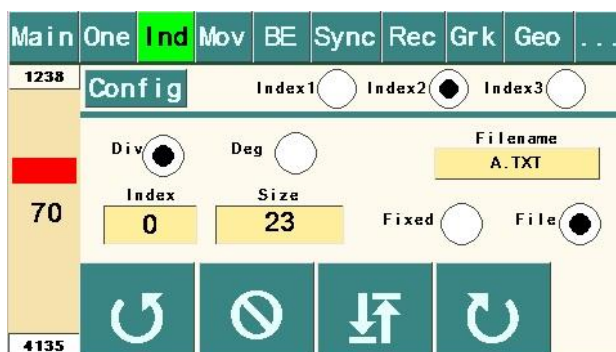 Main One Ind Mov BE Sync Rec Grk Geo ...
1238
Config Index1 Index2 Index3
Div Deg Filename
A.TXT
Index Size
70 0 23 Fixed File
4135